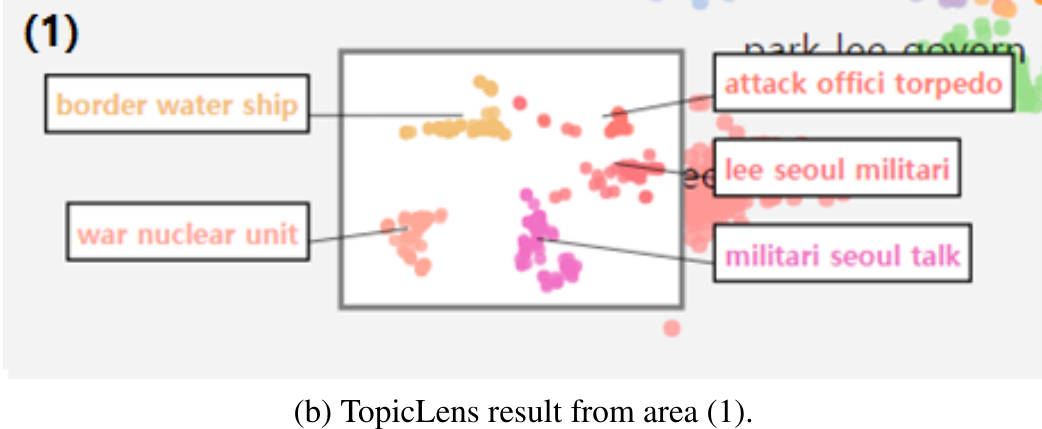 (1)
park lee govern
border water ship
attack offici torpedo
lee seoul militari
war nuclear unit
militari seoul talk
(b) TopicLens result from area (1).